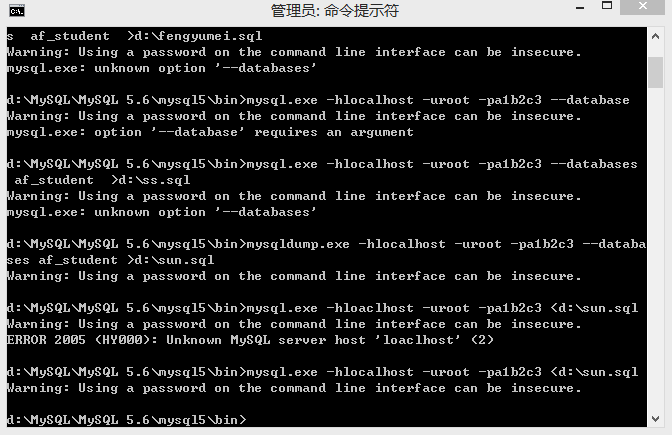 管理员: 命令提示符
s  af_student  >d:\fengyumei.sql
Warning: Using a password on the command line interface can be insecure.
mysql.exe: unknown option '--databases'
d:\MySQL\MySQL 5.6\mysql5\bin>mysql.exe -hlocalhost -uroot -pa1b2c3 --database
Warning: Using a password on the command line interface can be insecure.
mysql.exe: option '--database' requires an argument
d:\MySQL\MySQL 5.6\mysql5\bin>mysql.exe -hlocalhost -uroot -pa1b2c3 --databases
 af_student  >d:\ss.sql
Warning: Using a password on the command line interface can be insecure.
mysql.exe: unknown option '--databases'
d:\MySQL\MySQL 5.6\mysql5\bin>mysqldump.exe -hlocalhost -uroot -pa1b2c3 --databa
ses af_student >d:\sun.sql
Warning: Using a password on the command line interface can be insecure.
d:\MySQL\MySQL 5.6\mysql5\bin>mysql.exe -hloaclhost -uroot -pa1b2c3 <d:\sun.sql
Warning: Using a password on the command line interface can be insecure.
ERROR 2005 (HY000): Unknown MySQL server host 'loaclhost' (2)
d:\MySQL\MySQL 5.6\mysql5\bin>mysql.exe -hlocalhost -uroot -pa1b2c3 <d:\sun.sql
Warning: Using a password on the command line interface can be insecure.
d:\MySQL\MySQL 5.6\mysql5\bin>